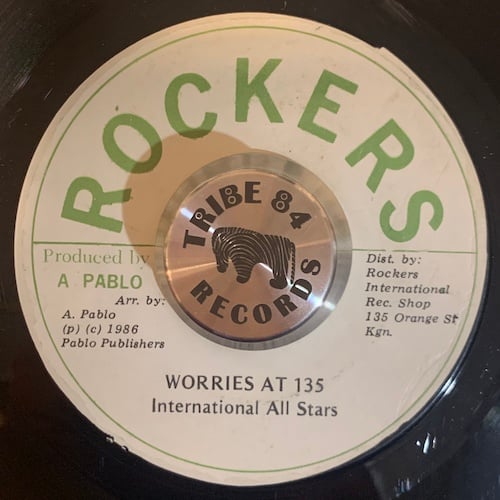 ROCKERS
TRIBE 84
RECORDS
Produced by
A PABLO
Arr. by:
A. Pablo
(p) (c) 1986
Pablo Publishers
Dist. by:
Rockers
International
Rec. Shop
135 Orange St
Kgn.
WORRIES AT 135
International All Stars